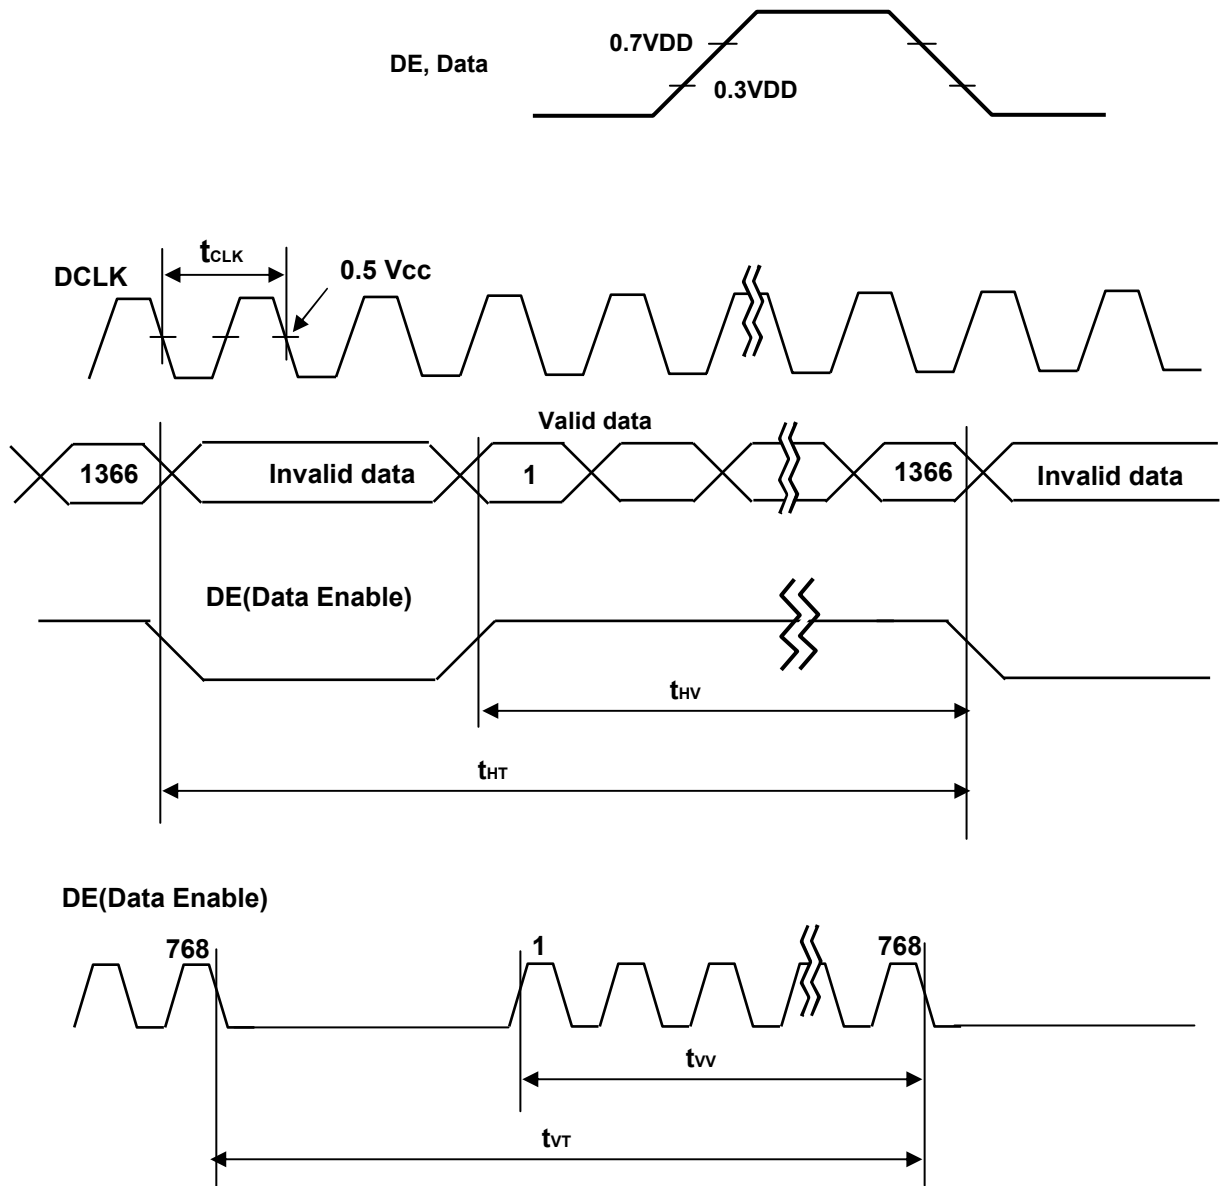 0.7VDD
DE, Data
0.3VDD
tCLK
DCLK
0.5 Vcc
Valid data
1366
Invalid data
1
1366
Invalid data
DE(Data Enable)
tHV
tHT
DE(Data Enable)
768
1
768
tVV
tVT